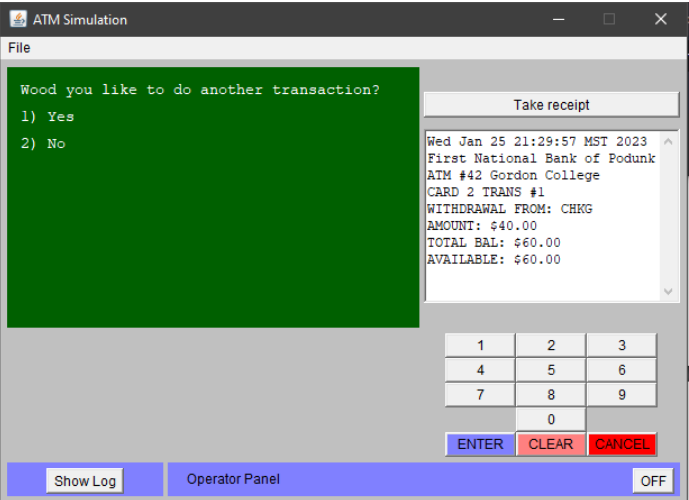 ATM Simulation
File
Wood you like to do another transaction?
1) Yes
2) No
Take receipt
Wed Jan 25 21:29:57 MST 2023
First National Bank of Podunk
ATM #42 Gordon College
CARD 2 TRANS #1
WITHDRAWAL FROM: CHKG
AMOUNT: $40.00
TOTAL BAL: $60.00
AVAILABLE: $60.00
1 2 3
4 5 6
7 8 9
0
ENTER CLEAR CANCEL
Show Log Operator Panel OFF